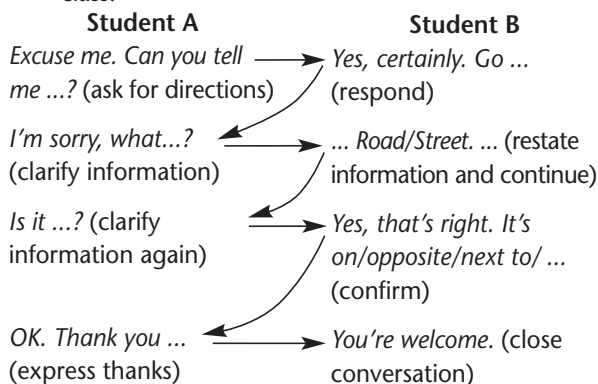 class.
Student A
Student B
Excuse me. Can you tell
me ...? (ask for directions)
Yes, certainly. Go ...
(respond)
I'm sorry, what...?
(clarify information)
... Road/Street. ... (restate
information and continue)
Is it ...? (clarify
information again)
Yes, that's right. It's
on/opposite/next to/ ...
(confirm)
OK. Thank you ...
(express thanks)
You're welcome. (close
conversation)